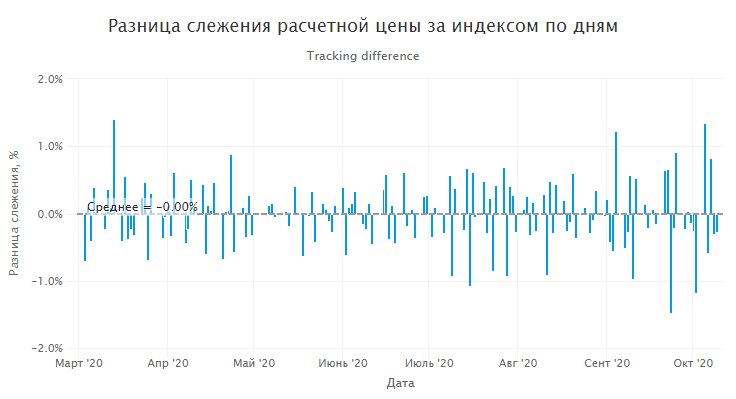 Разница слежения расчетной цены за индексом по дням
Tracking difference
Разница слежения, %
2.0%
1.0%
0.0%
-1.0%
-2.0%
Среднее = -0.00%
Март '20 Апр '20 Май '20 Июнь '20 Июль '20 Авг '20 Сент '20 Окт '20
Дата